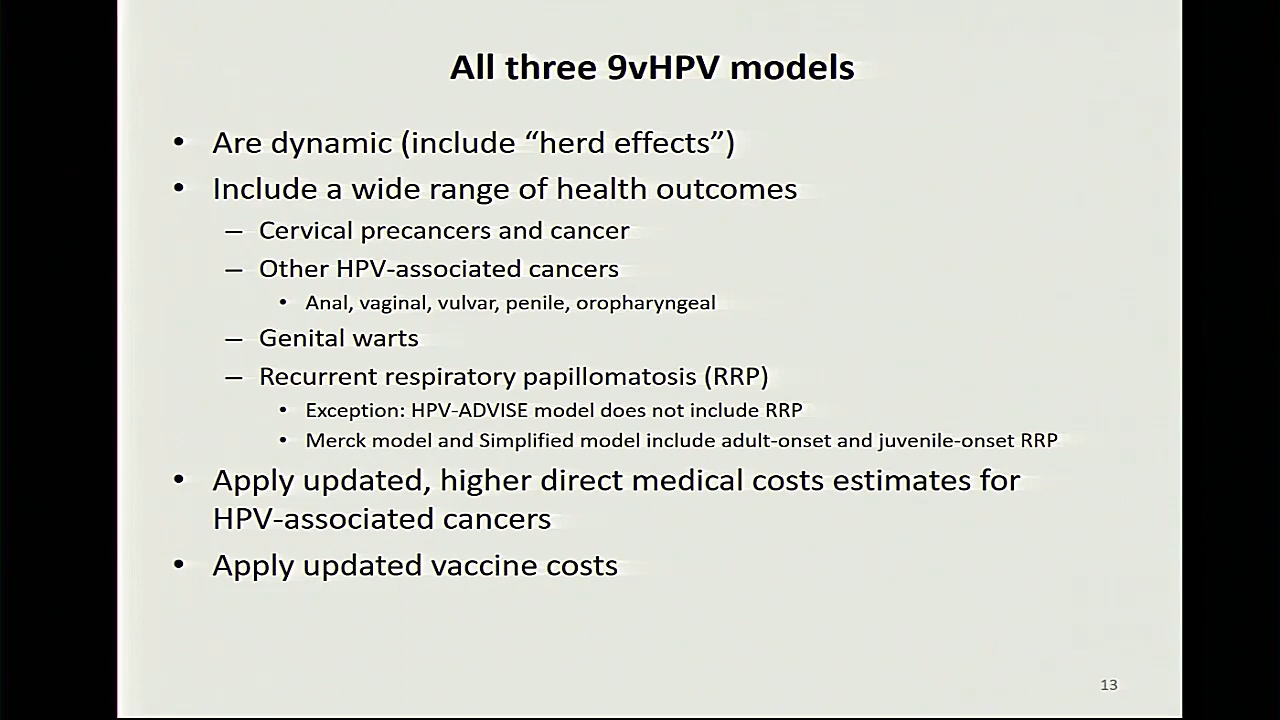 All three 9vHPV models
• Are dynamic (include “herd effects”)
• Include a wide range of health outcomes
– Cervical precancers and cancer
– Other HPV-associated cancers
• Anal, vaginal, vulvar, penile, oropharyngeal
– Genital warts
– Recurrent respiratory papillomatosis (RRP)
• Exception: HPV-ADVISE model does not include RRP
• Merck model and Simplified model include adult-onset and juvenile-onset RRP
• Apply updated, higher direct medical costs estimates for
HPV-associated cancers
• Apply updated vaccine costs
13